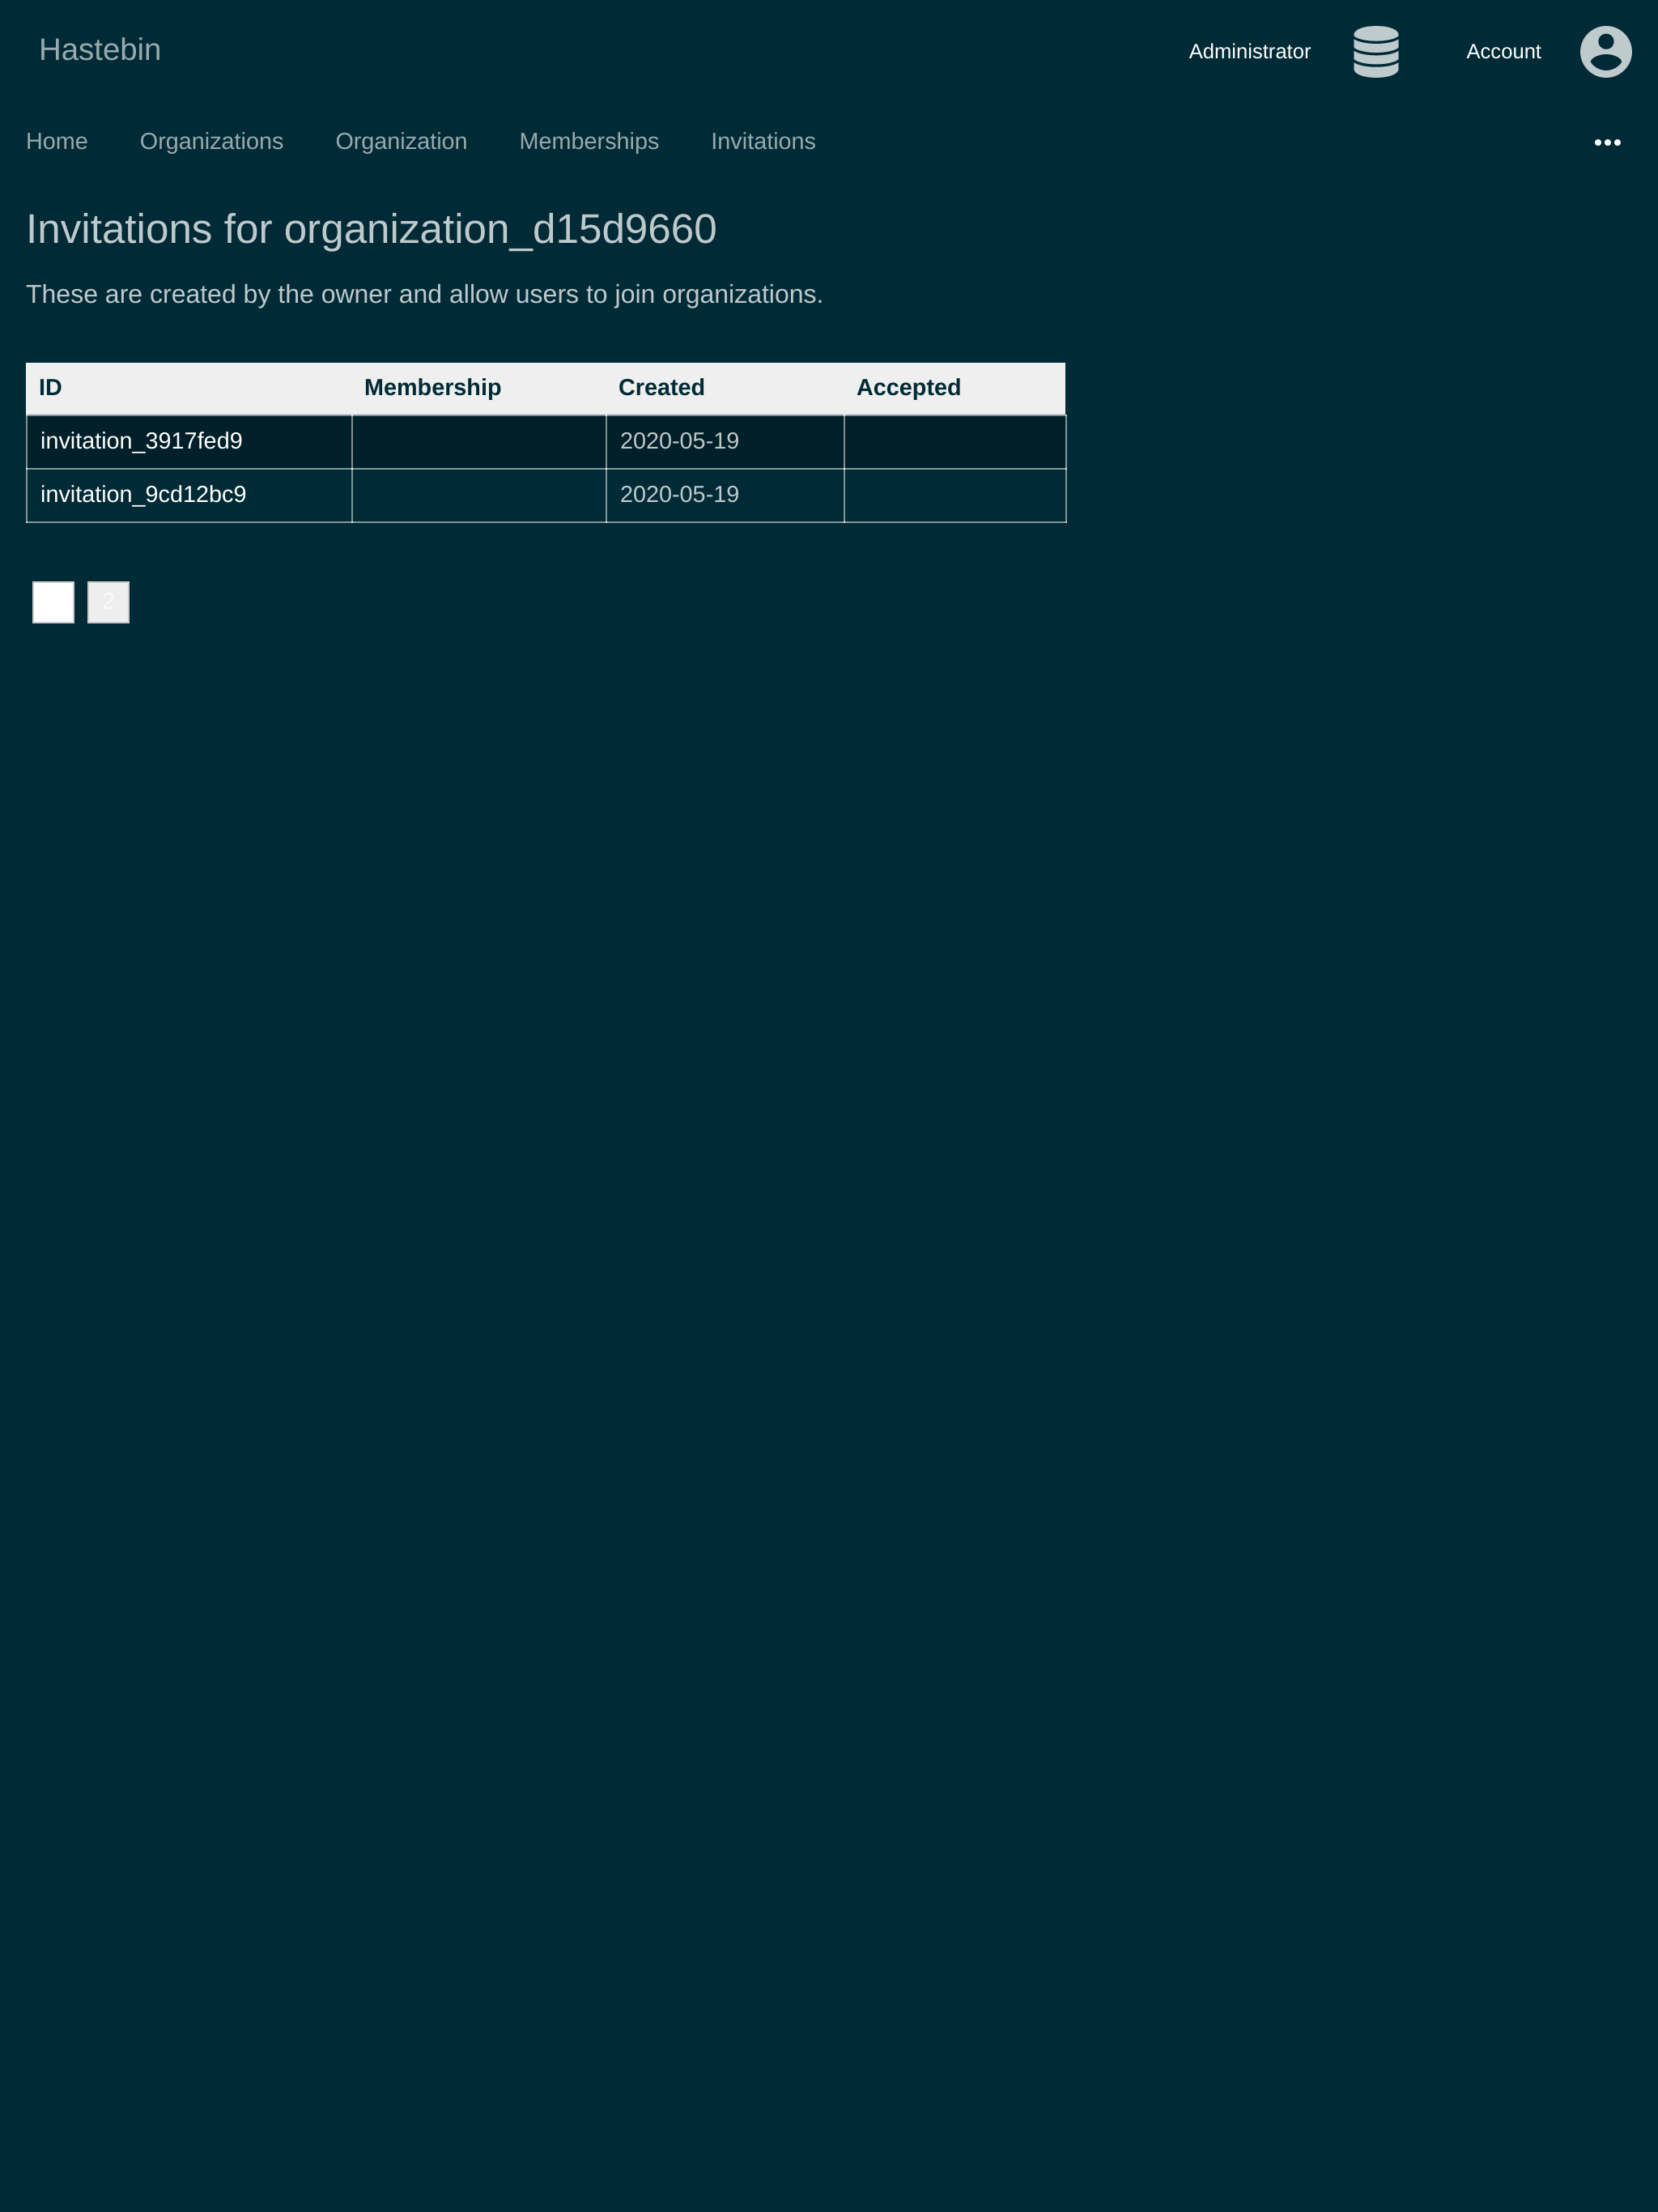 Hastebin
Administrator
Account
Home Organizations Organization Memberships Invitations
•••
Invitations for organization_d15d9660
These are created by the owner and allow users to join organizations.
ID Membership Created Accepted
invitation_3917fed9 2020-05-19
invitation_9cd12bc9 2020-05-19
2